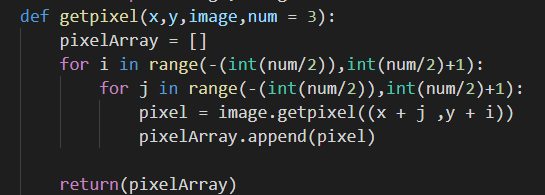 def getpixel(x,y,image,num = 3):
    pixelArray = []
    for i in range(-(int(num/2)),int(num/2)+1):
        for j in range(-(int(num/2)),int(num/2)+1):
            pixel = image.getpixel((x + j ,y + i))
            pixelArray.append(pixel)

    return(pixelArray)